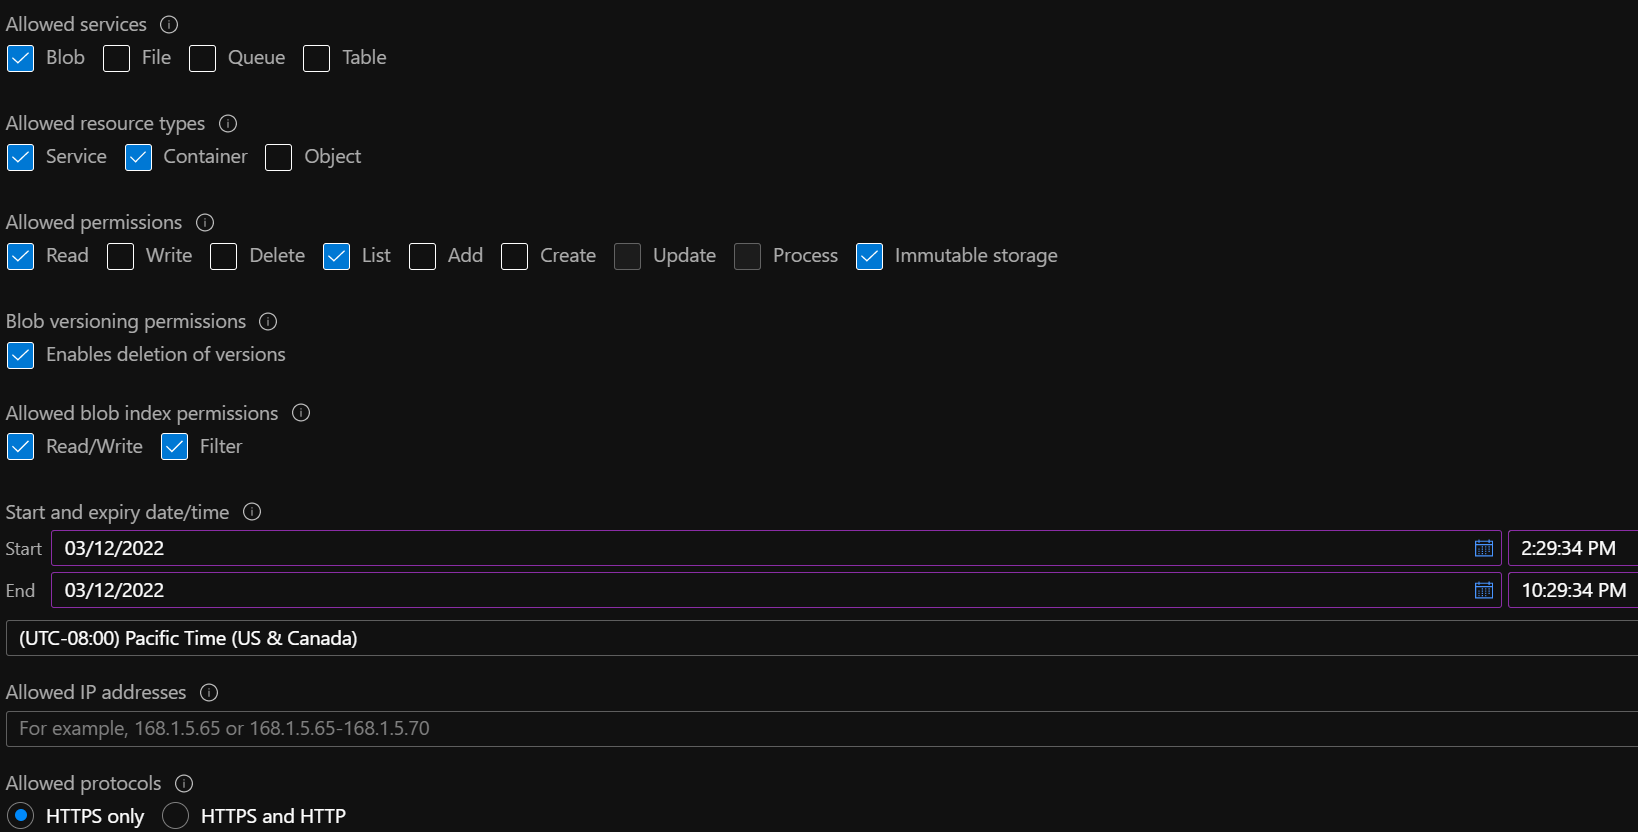 Allowed services
Blob File Queue Table
Allowed resource types
Service Container Object
Allowed permissions
Read Write Delete List Add Create Update Process Immutable storage
Blob versioning permissions
Enables deletion of versions
Allowed blob index permissions
Read/Write Filter
Start and expiry date/time
Start 03/12/2022 2:29:34 PM
End 03/12/2022 10:29:34 PM
(UTC-08:00) Pacific Time (US & Canada)
Allowed IP addresses
For example, 168.1.5.65 or 168.1.5.65-168.1.5.70
Allowed protocols
HTTPS only HTTPS and HTTP